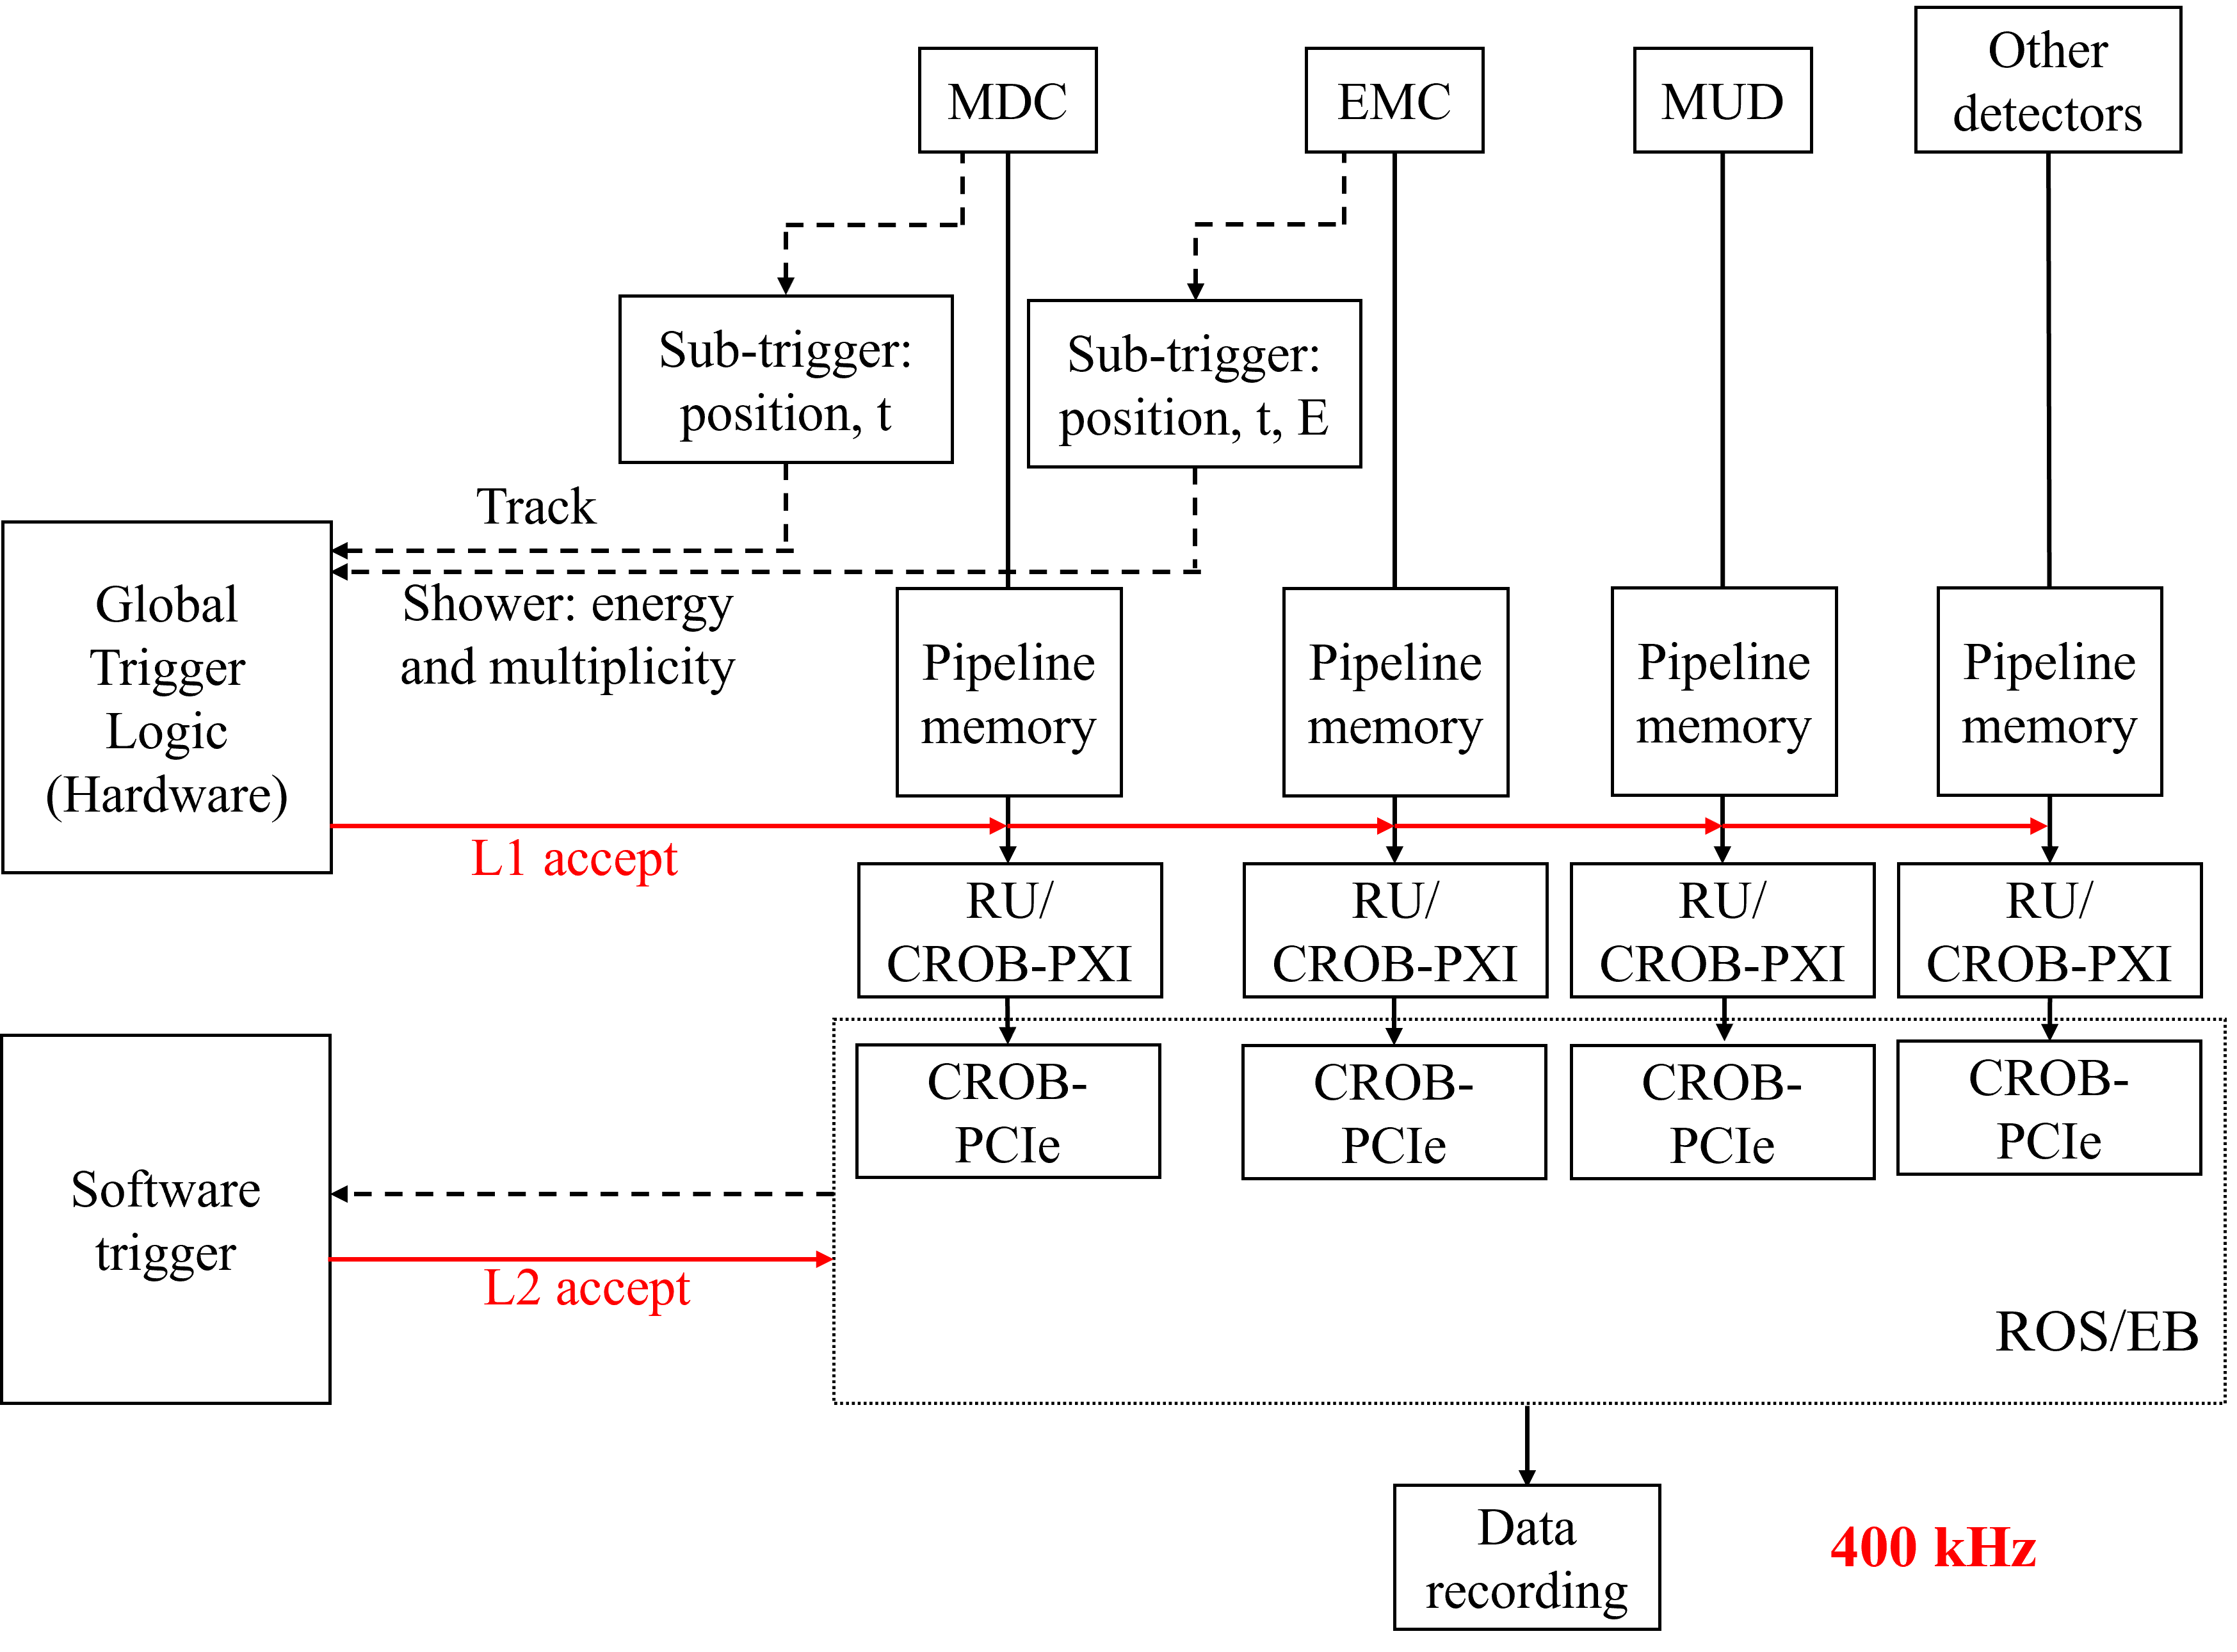 MDC
EMC
MUD
Other
detectors
Sub-trigger:
position, t
Sub-trigger:
position, t, E
Track
Shower: energy
and multiplicity
Global
Trigger
Logic
(Hardware)
Pipeline
memory
Pipeline
memory
Pipeline
memory
Pipeline
memory
L1 accept
RU/
CROB-PXI
RU/
CROB-PXI
RU/
CROB-PXI
RU/
CROB-PXI
CROB-
PCIe
CROB-
PCIe
CROB-
PCIe
CROB-
PCIe
Software
trigger
L2 accept
ROS/EB
Data
recording
400 kHz